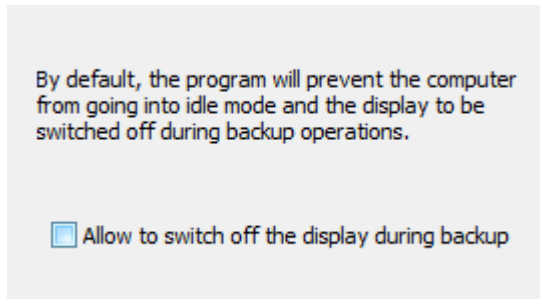 By default, the program will prevent the computer
from going into idle mode and the display to be
switched off during backup operations.
Allow to switch off the display during backup